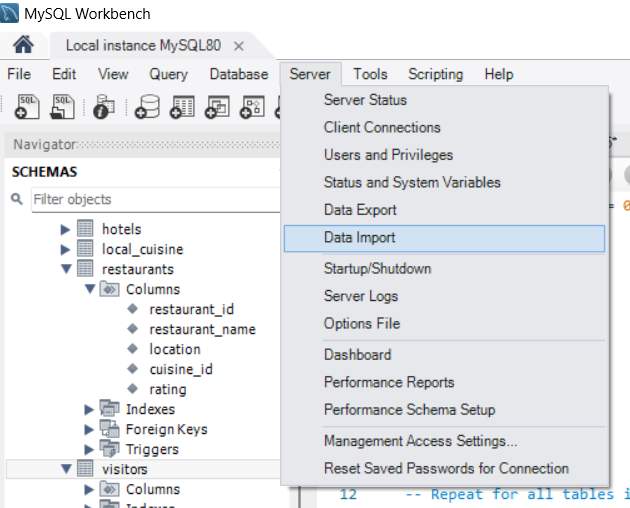 MySQL Workbench
Local instance MySQL80 ×
File Edit View Query Database Server Tools Scripting Help
SQL SQL
Navigator
SCHEMAS
Filter objects
hotels
local_cuisine
restaurants
Columns
restaurant_id
restaurant_name
location
cuisine_id
rating
Indexes
Foreign Keys
Triggers
visitors
Columns
Server Status
Client Connections
Users and Privileges
Status and System Variables
Data Export
Data Import
Startup/Shutdown
Server Logs
Options File
Dashboard
Performance Reports
Performance Schema Setup
Management Access Settings...
Reset Saved Passwords for Connection
= 0
12 -- Repeat for all tables i